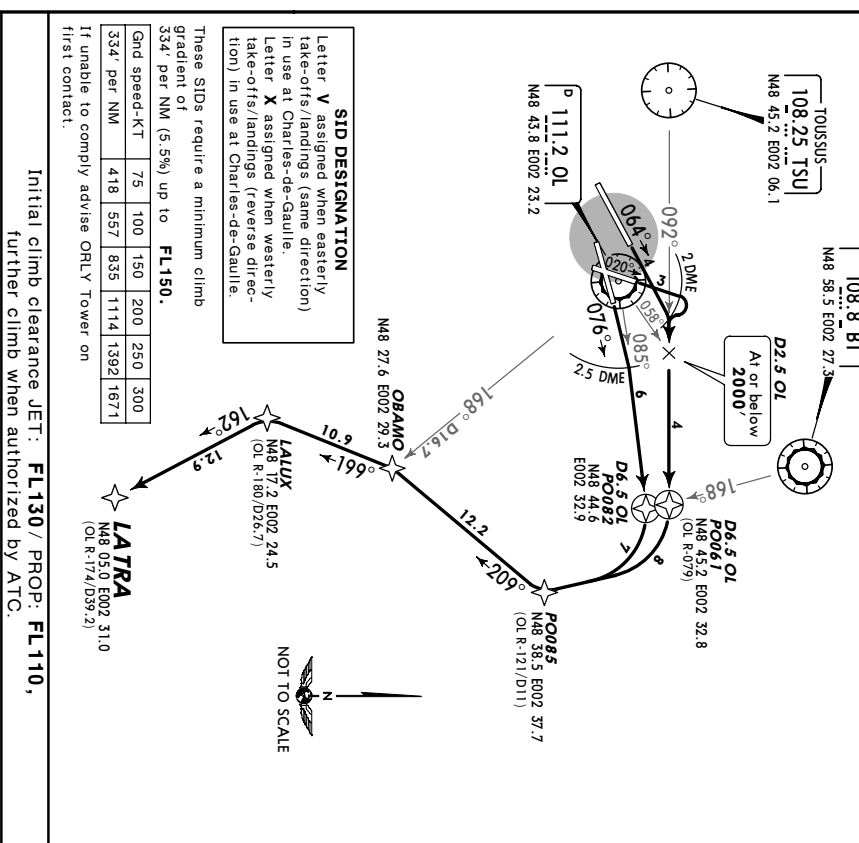 TOUSSUS
108.25 TSU
N48 45.2 E002 06.1
108.8 BT
N48 58.5 E002 27.3
D 111.2 OL
N48 43.8 E002 23.2
092°
2 DME
064°
4
3
020°
058°
085°
076°
2.5 DME
6
4
D2.5 OL
At or below
2000'
168°
D6.5 OL
PO061
N48 45.2 E002 32.8
(OL R-079)
D6.5 OL
PO082
N48 44.6
E002 32.9
7
8
PO085
N48 38.5 E002 37.7
(OL R-121/D11)
209°
12.2
168° D16.7
OBAMO
N48 27.6 E002 29.3
199°
10.9
LALUX
N48 17.2 E002 24.5
(OL R-180/D26.7)
162°
12.9
LATRA
N48 05.0 E002 31.0
(OL R-174/D39.2)
N
NOT TO SCALE
SID DESIGNATION
Letter V assigned when easterly
take-offs/landings (same direction)
in use at Charles-de-Gaulle.
Letter X assigned when westerly
take-offs/landings (reverse direc-
tion) in use at Charles-de-Gaulle.
These SIDs require a minimum climb
gradient of
334' per NM (5.5%) up to FL150.
Gnd speed-KT 75 100 150 200 250 300
334' per NM 418 557 835 1114 1392 1671
If unable to comply advise ORLY Tower on
first contact.
Initial climb clearance JET: FL130 / PROP: FL110,
further climb when authorized by ATC.